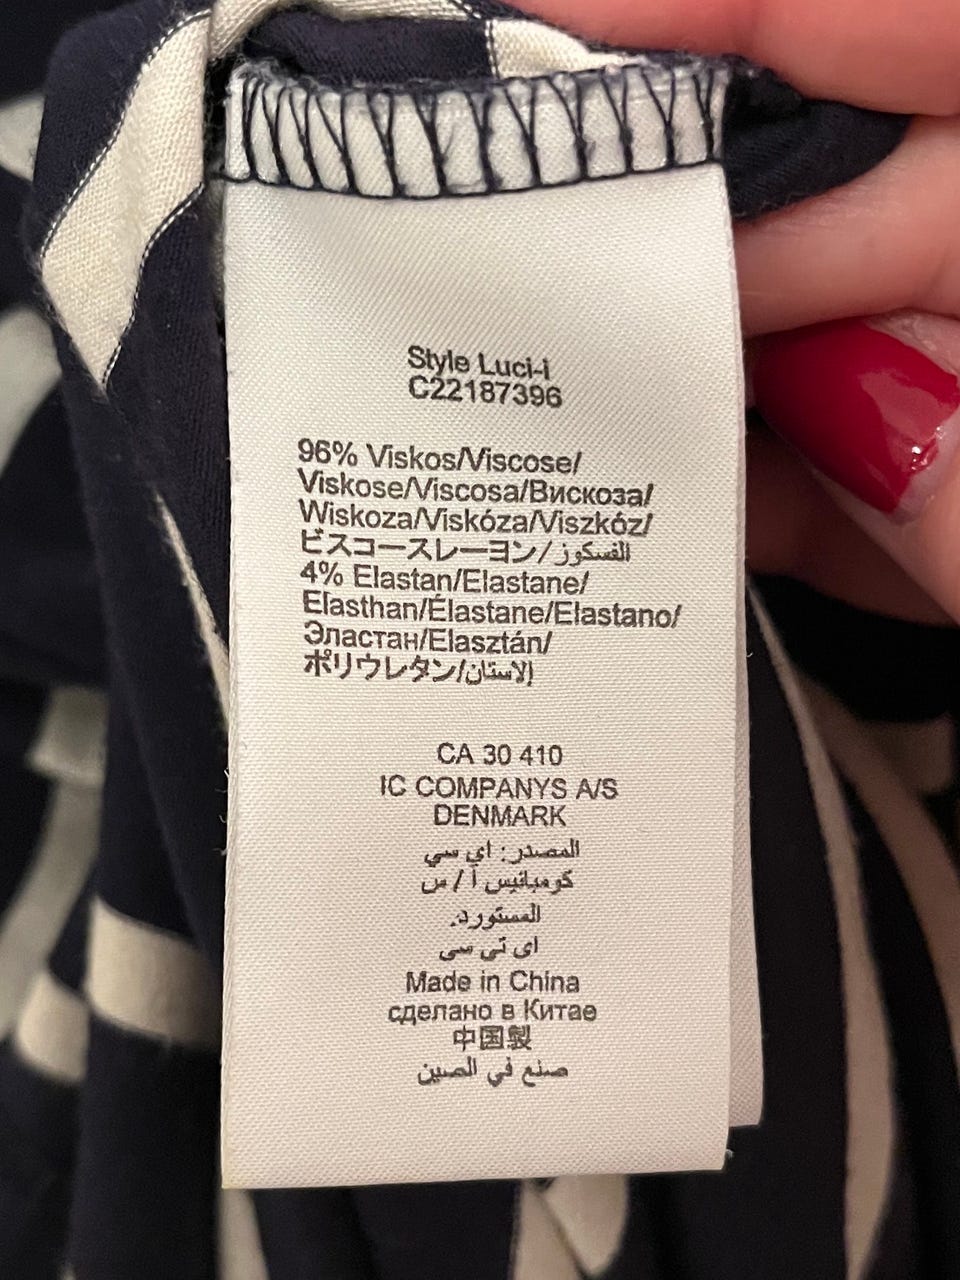 Style Luci-i
C22187396
96% Viskos/Viscose/
Viskose/Viscosa/Вискоза/
Wiskoza/Viskóza/Viszkóz/
ビスコースレーヨン/الفسكوز
4% Elastan/Elastane/
Elasthan/Élastane/Elastano/
Эластан/Elasztán/
ポリウレタン/الاستان
CA 30 410
IC COMPANYS A/S
DENMARK
المصدر: اي سي
كومبانيس آ / س
المستورد.
اى تى سى
Made in China
сделано в Китае
中国製
صنع في الصين